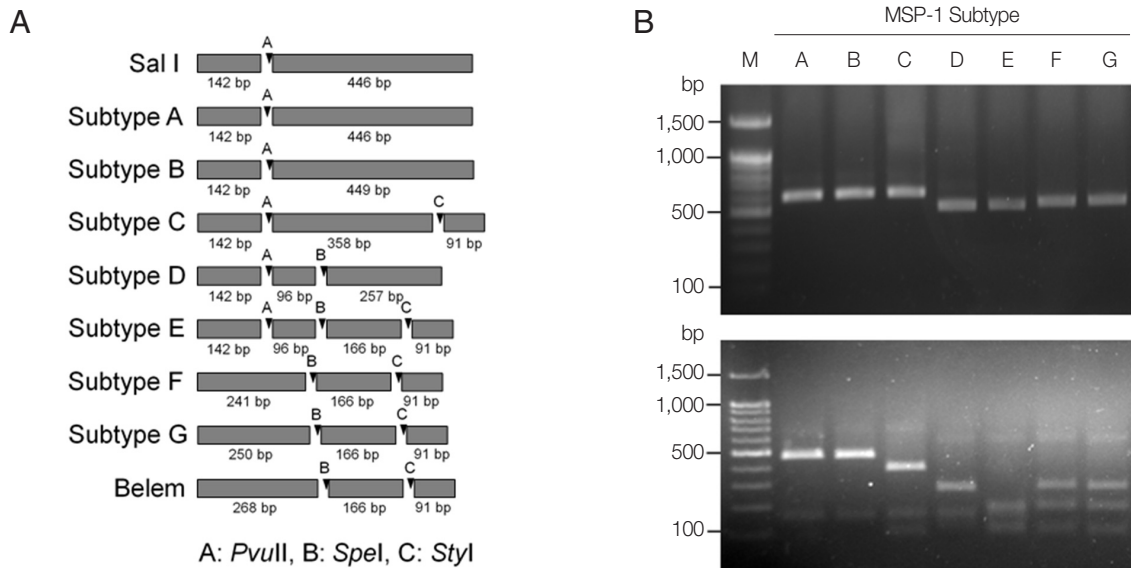 A
Sal I
A
142 bp
446 bp
Subtype A
A
142 bp
446 bp
Subtype B
A
142 bp
449 bp
Subtype C
A
C
142 bp
358 bp
91 bp
Subtype D
A
B
142 bp
96 bp
257 bp
Subtype E
A
B
C
142 bp
96 bp
166 bp
91 bp
Subtype F
B
C
241 bp
166 bp
91 bp
Subtype G
B
C
250 bp
166 bp
91 bp
Belem
B
C
268 bp
166 bp
91 bp
A: PvuII, B: SpeI, C: StyI
B
MSP-1 Subtype
M A B C D E F G
bp
1,500
1,000
500
100
bp
1,500
1,000
500
100